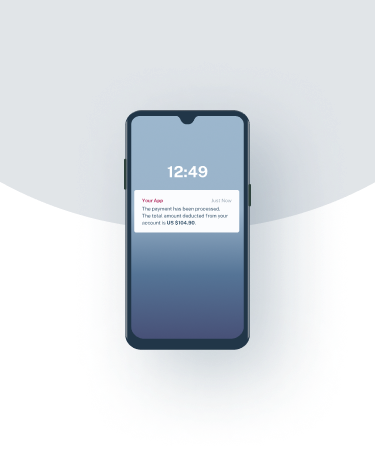 12:49
Your App Just Now
The payment has been processed.
The total amount deducted from your
account is US $104.90.